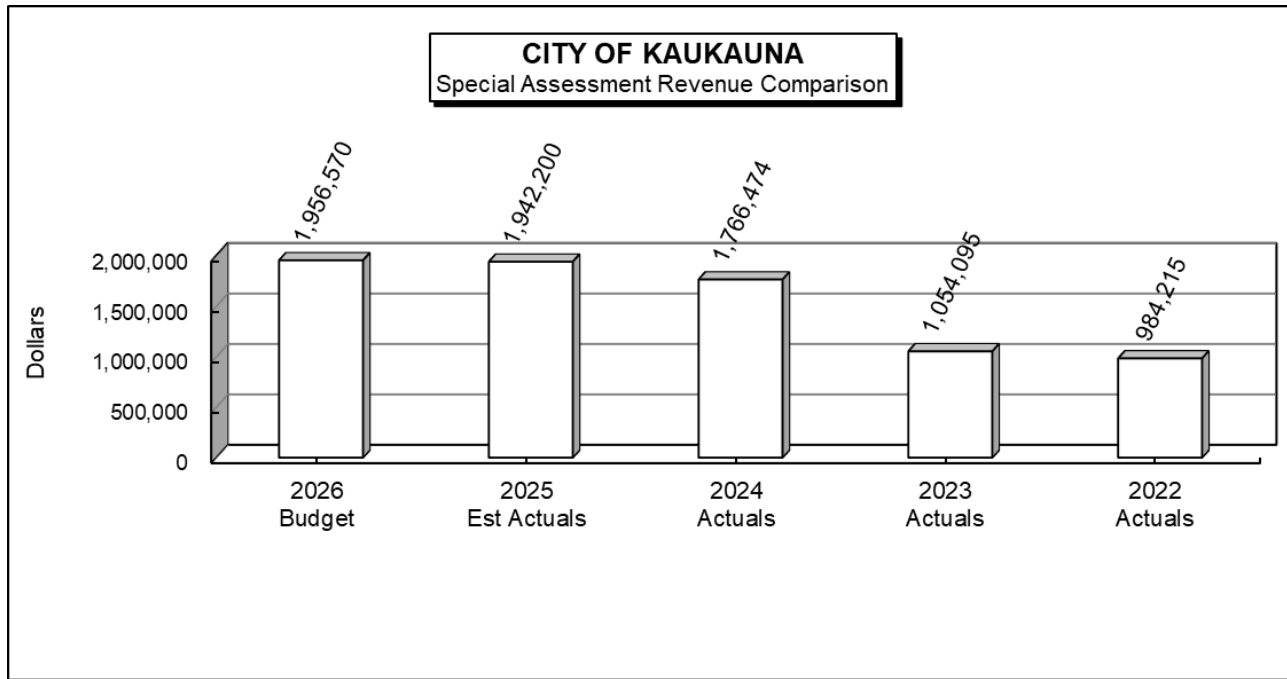 CITY OF KAUKAUNA
Special Assessment Revenue Comparison
1,956,570
1,942,200
1,766,474
1,054,095
984,215
Dollars
2,000,000
1,500,000
1,000,000
500,000
0
2026
Budget
2025
Est Actuals
2024
Actuals
2023
Actuals
2022
Actuals